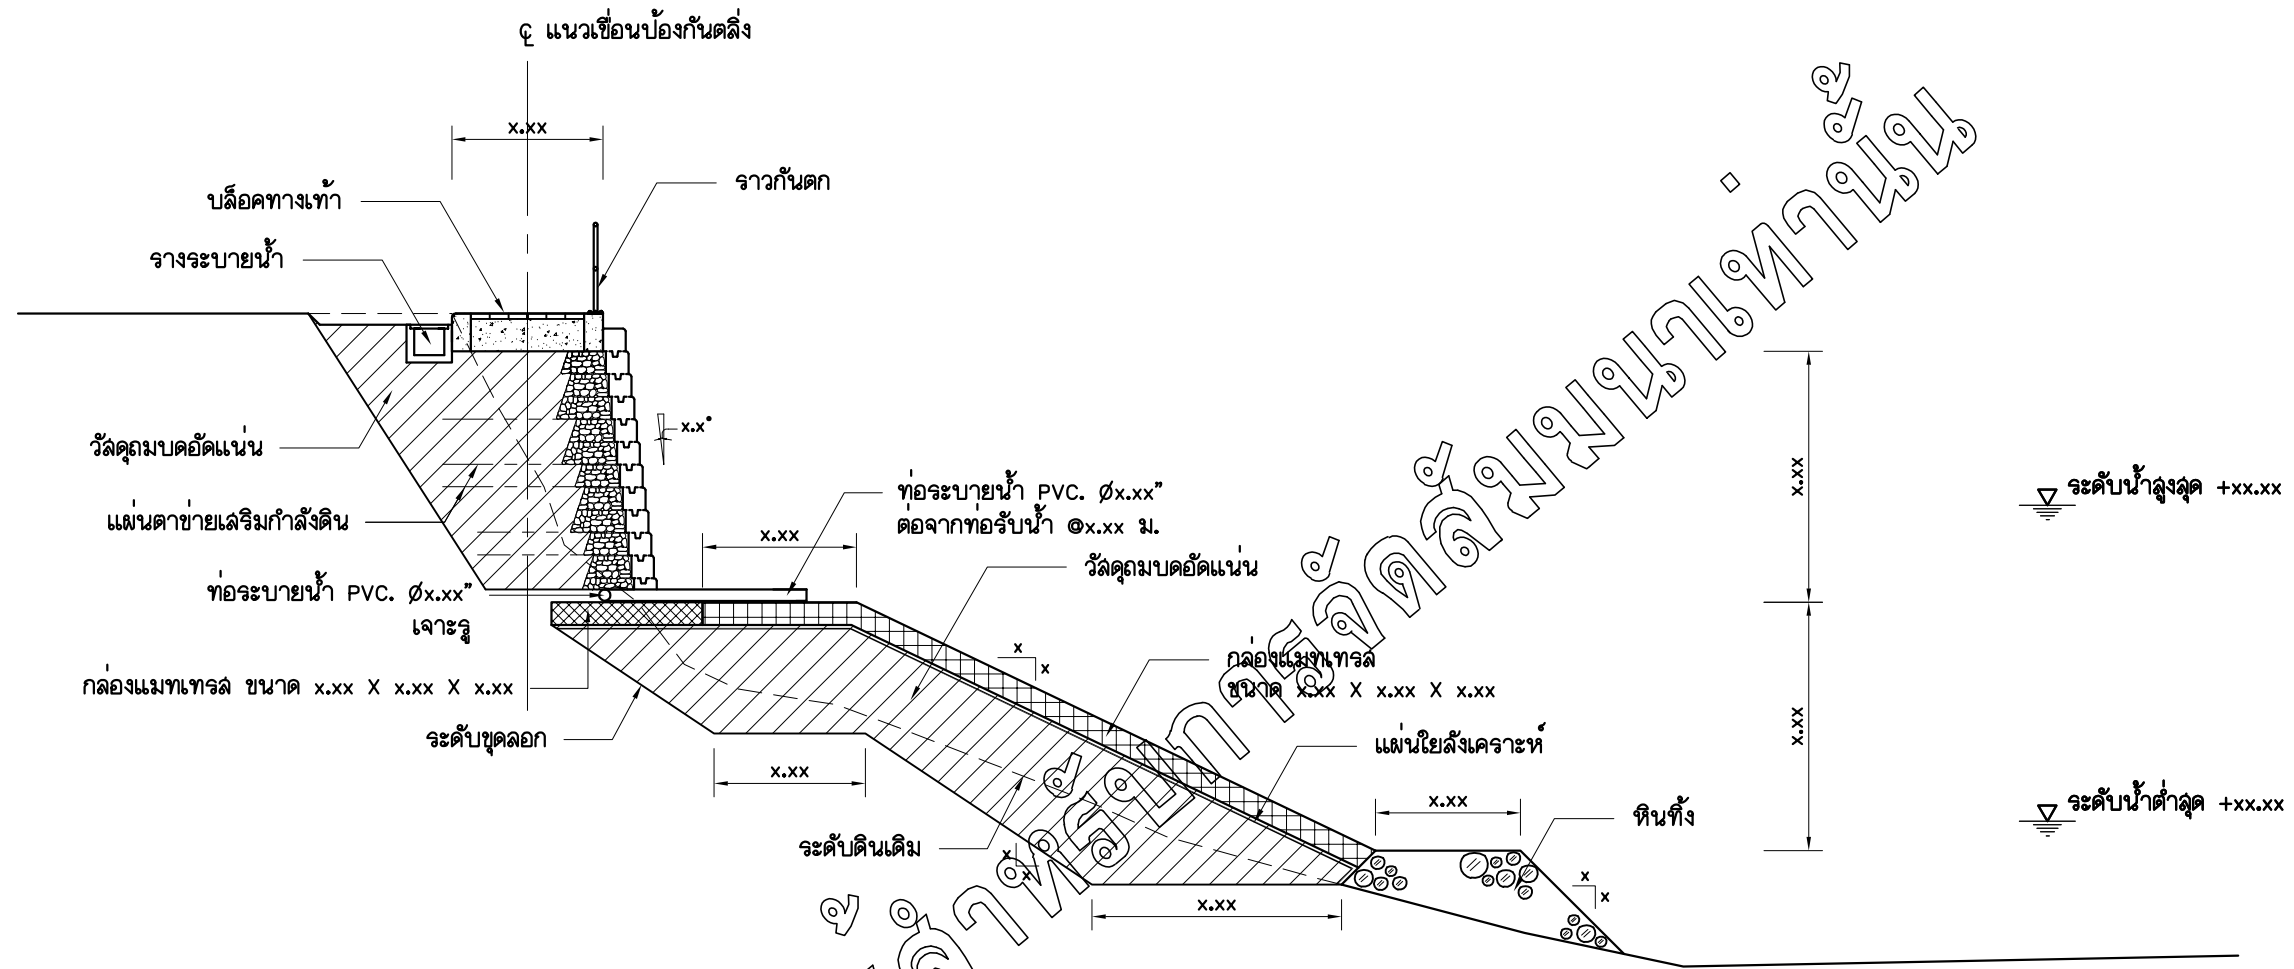 ℄ แนวเขื่อนป้องกันตลิ่ง
x.xx
ราวกันตก
บล็อคทางเท้า
รางระบายน้ำ
วัสดุถมบดอัดแน่น
x.x°
แผ่นตาข่ายเสริมกำลังดิน
ท่อระบายน้ำ PVC. Øx.xx"
ต่อจากท่อรับน้ำ @x.xx ม.
x.xx
x.xx
ระดับน้ำสูงสุด +xx.xx
วัสดุถมบดอัดแน่น
ท่อระบายน้ำ PVC. Øx.xx"
เจาะรู
x
x
กล่องแมทเทรส
ขนาด x.xx X x.xx X x.xx
กล่องแมทเทรส ขนาด x.xx X x.xx X x.xx
ระดับขุดลอก
x.xx
แผ่นใยสังเคราะห์
x.xx
x.xx
ระดับน้ำต่ำสุด +xx.xx
หินทิ้ง
ระดับดินเดิม
x
x
x
x
x.xx
สำหรับการจัดสัมมนาเท่านั้น